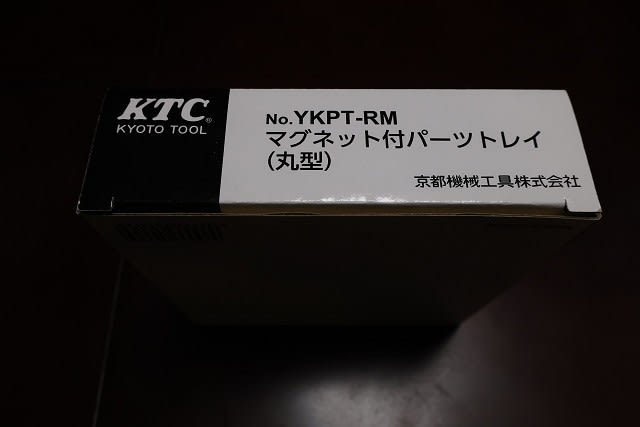 KTC®
KYOTO TOOL
No.YKPT-RM
マグネット付パーツトレイ
(丸型)
京都機械工具株式会社